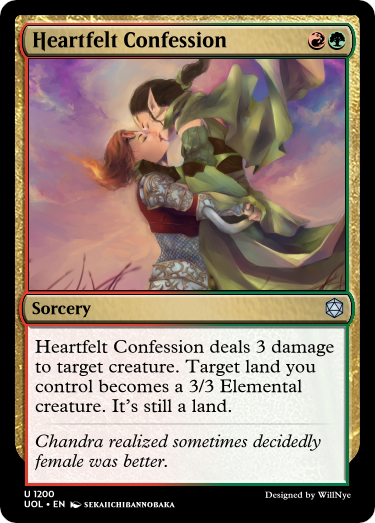 Heartfelt Confession
Sorcery
Heartfelt Confession deals 3 damage
to target creature. Target land you
control becomes a 3/3 Elemental
creature. It's still a land.
Chandra realized sometimes decidedly
female was better.
U 1200
UOL • EN SEKAIICHIBANNOBAKA
Designed by WillNye